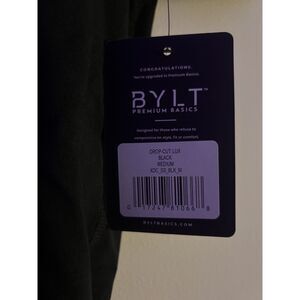 CONGRATULATIONS.
You've upgraded to Premium Basics.
BYLT™
PREMIUM BASICS
Designed for those who refuse to
compromise on style, fit or comfort.
DROP-CUT LUX
BLACK
MEDIUM
BYLTBASICS.COM